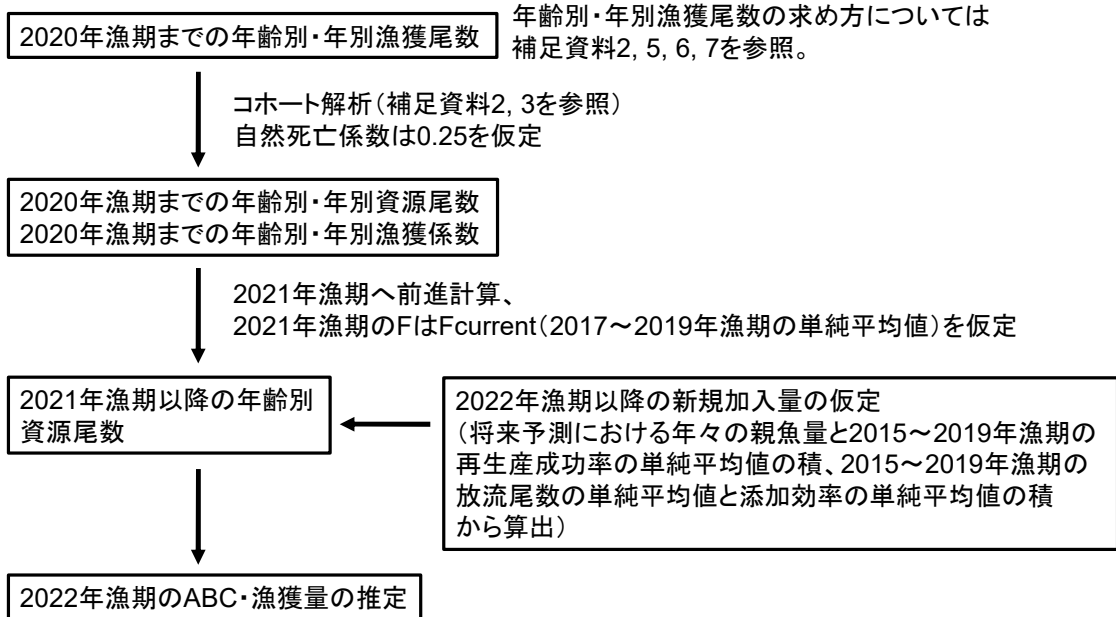 2020年漁期までの年齢別・年別漁獲尾数
年齢別・年別漁獲尾数の求め方については
補足資料2, 5, 6, 7を参照。
コホート解析（補足資料2, 3を参照）
自然死亡係数は0.25を仮定
2020年漁期までの年齢別・年別資源尾数
2020年漁期までの年齢別・年別漁獲係数
2021年漁期へ前進計算、
2021年漁期のFはFcurrent（2017～2019年漁期の単純平均値）を仮定
2021年漁期以降の年齢別
資源尾数
2022年漁期以降の新規加入量の仮定
（将来予測における年々の親魚量と2015～2019年漁期の
再生産成功率の単純平均値の積、2015～2019年漁期の
放流尾数の単純平均値と添加効率の単純平均値の積
から算出）
2022年漁期のABC・漁獲量の推定